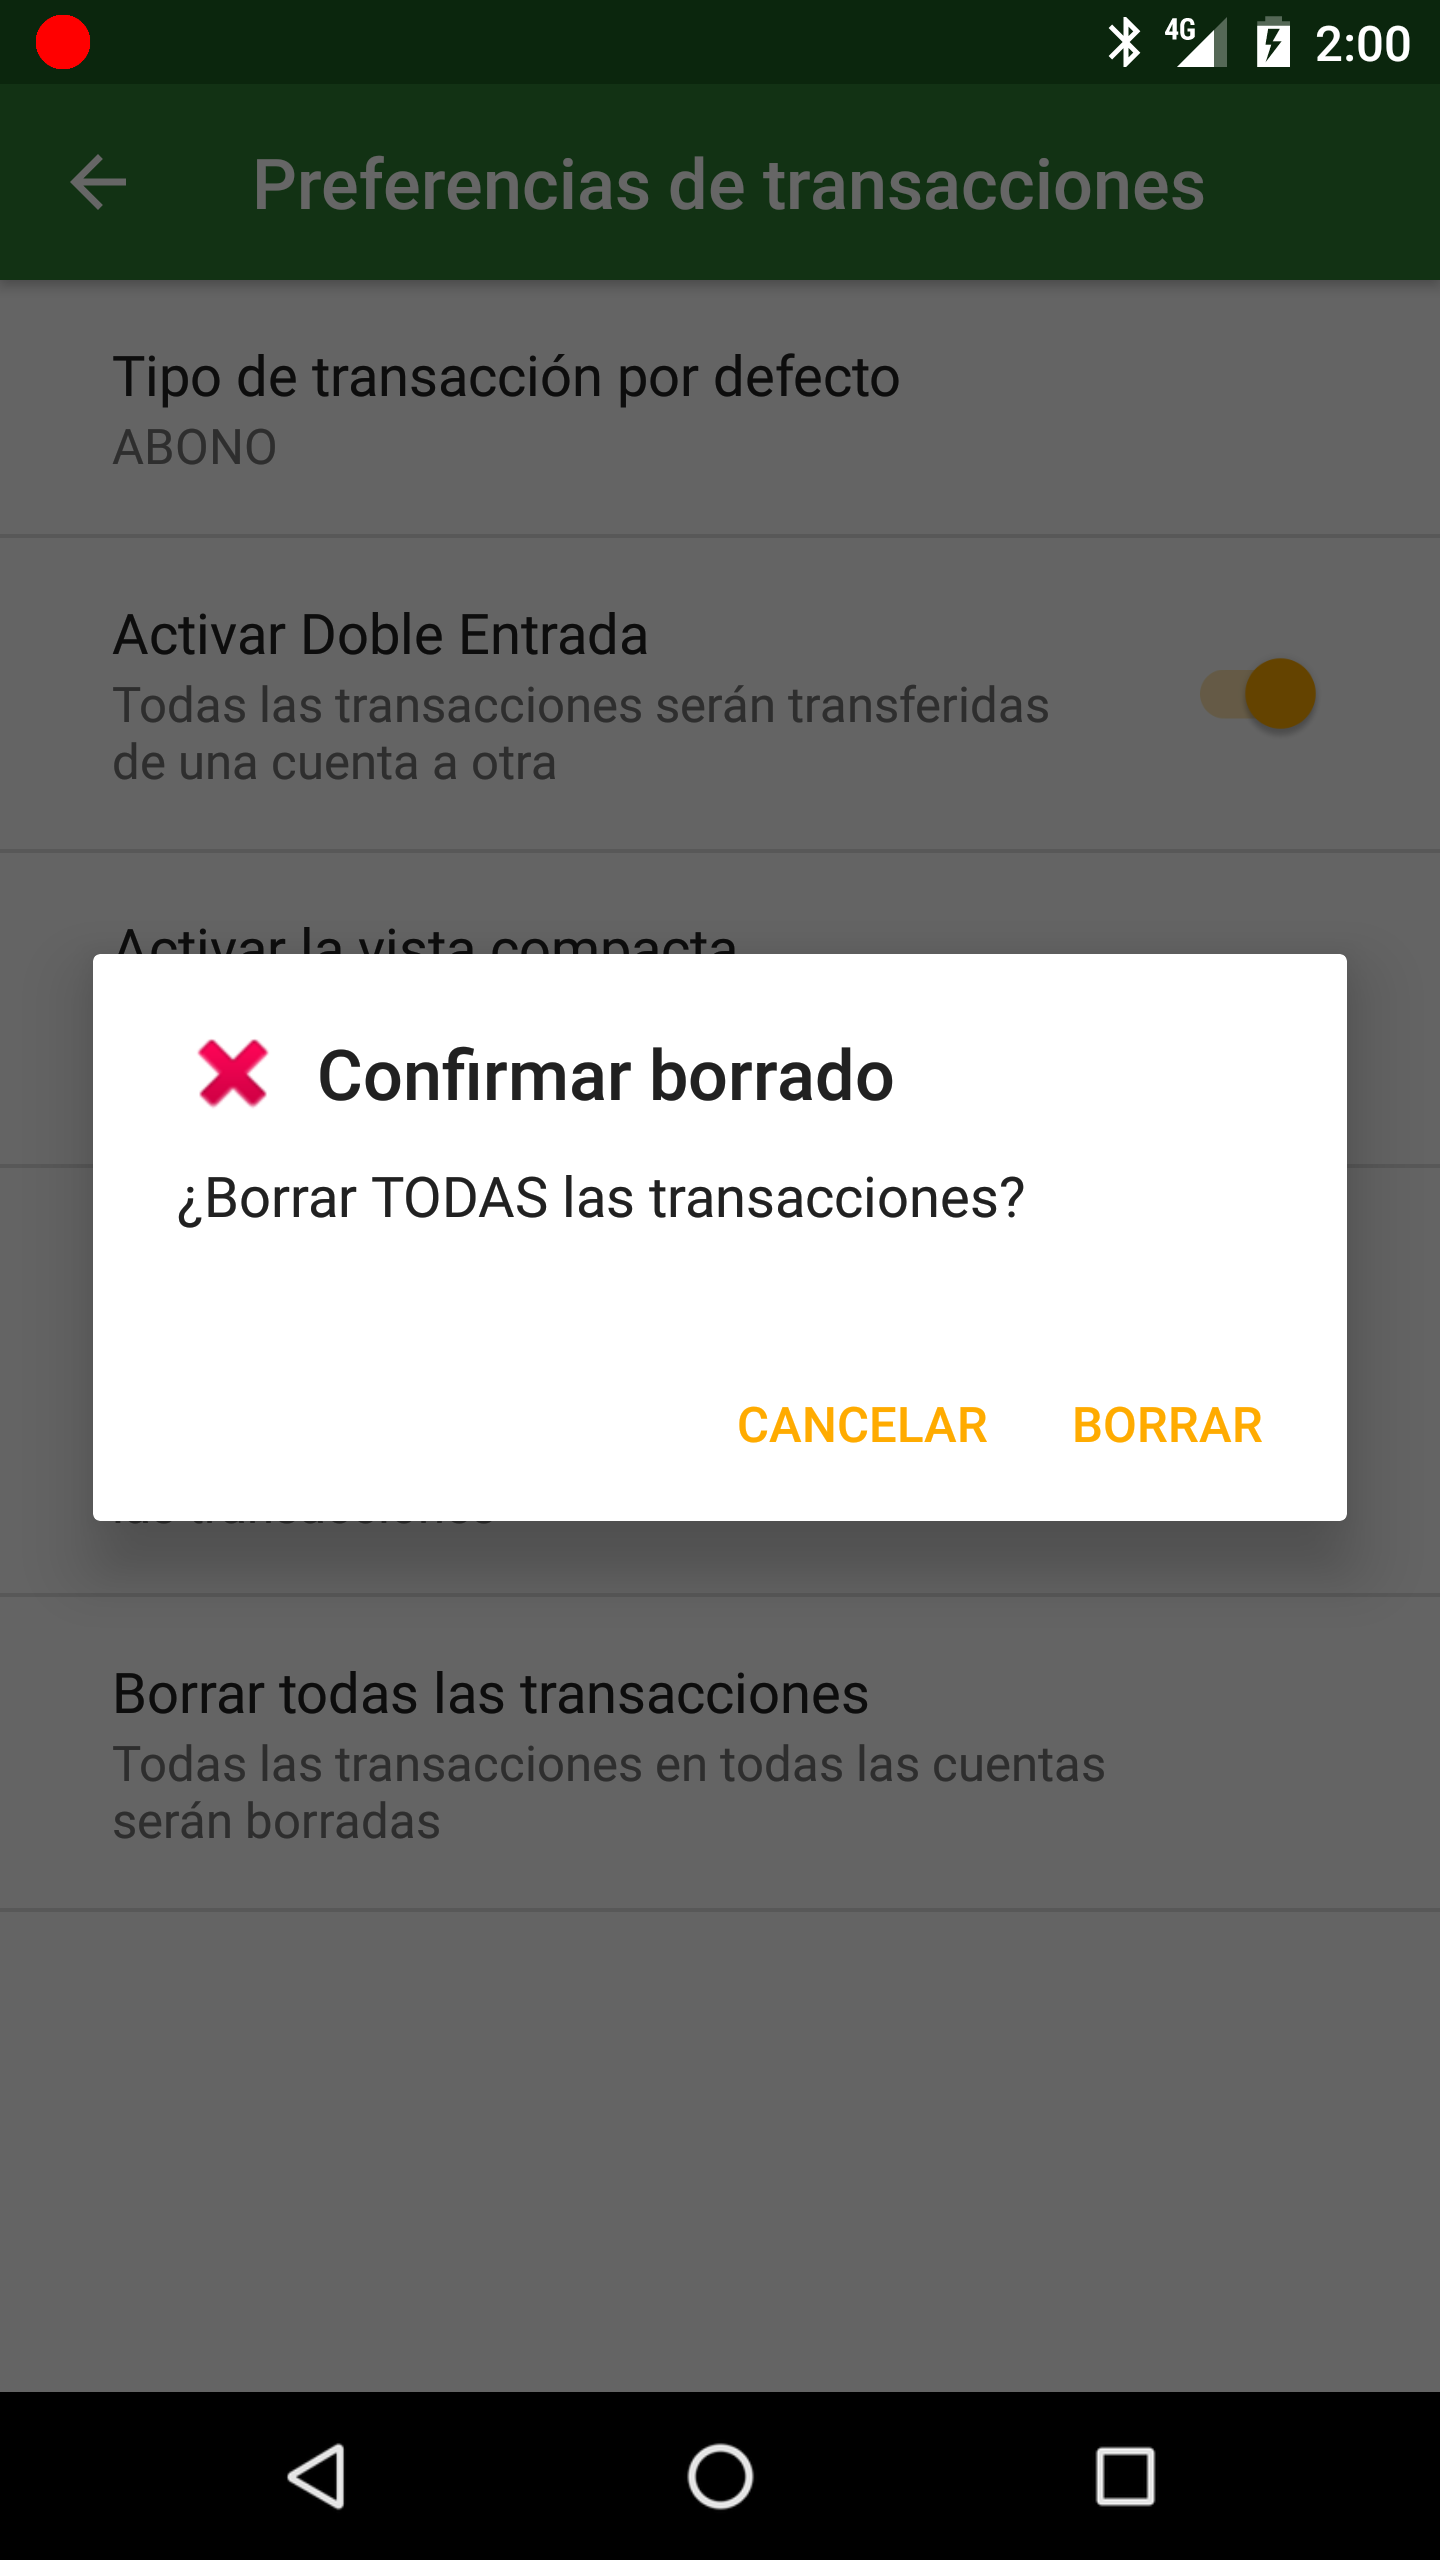 4G 2:00
Preferencias de transacciones
Tipo de transacción por defecto
ABONO
Activar Doble Entrada
Todas las transacciones serán transferidas
de una cuenta a otra
Activar la vista compacta
Confirmar borrado
¿Borrar TODAS las transacciones?
CANCELAR BORRAR
las transacciones
Borrar todas las transacciones
Todas las transacciones en todas las cuentas
serán borradas